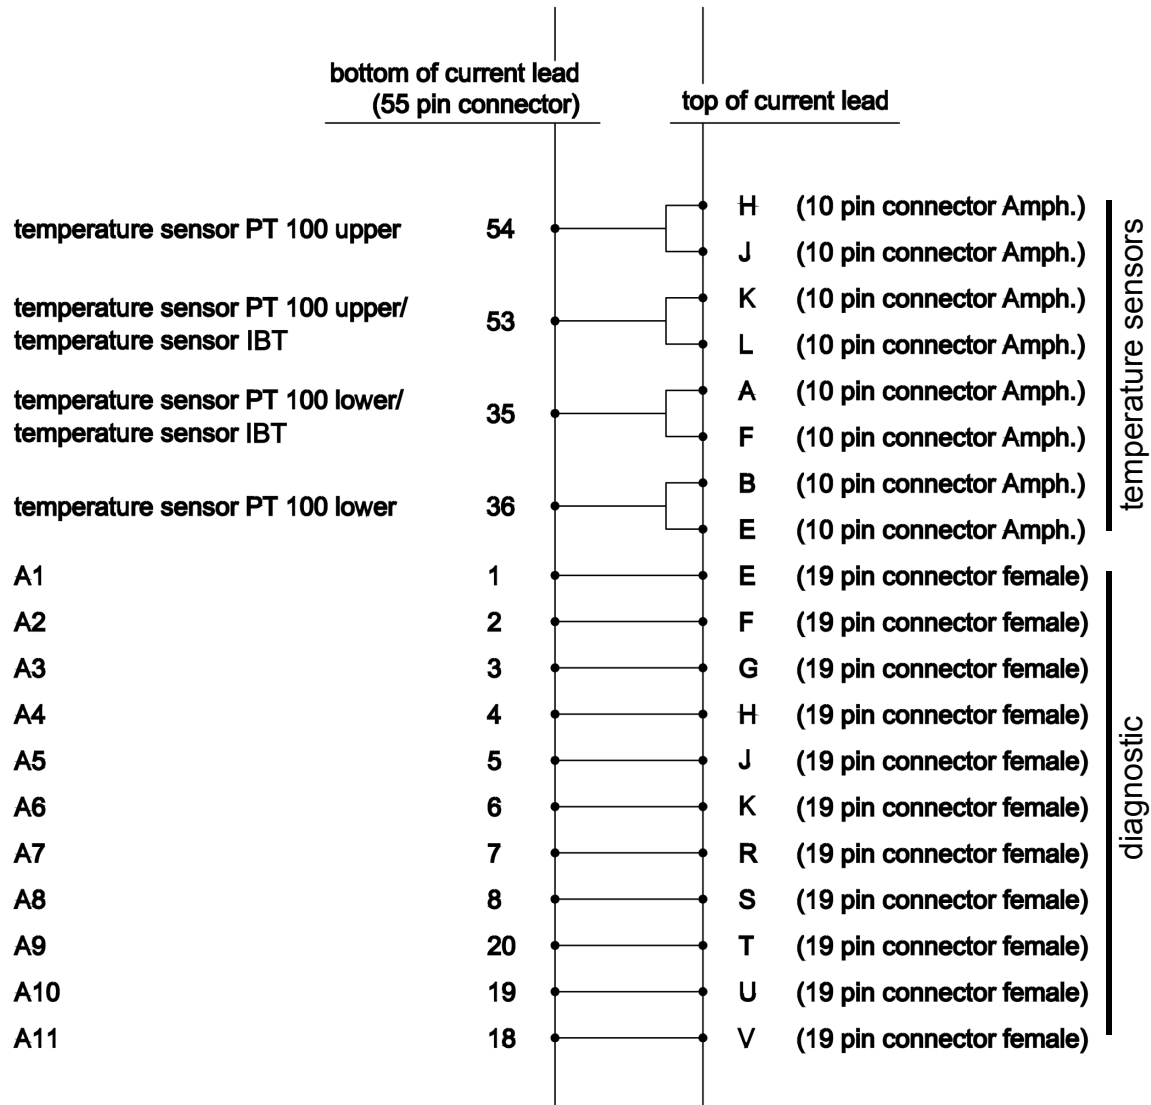 bottom of current lead
(55 pin connector)
top of current lead
temperature sensor PT 100 upper 54 H (10 pin connector Amph.)
J (10 pin connector Amph.)
temperature sensor PT 100 upper/
temperature sensor IBT 53 K (10 pin connector Amph.)
L (10 pin connector Amph.)
temperature sensor PT 100 lower/
temperature sensor IBT 35 A (10 pin connector Amph.)
F (10 pin connector Amph.)
temperature sensor PT 100 lower 36 B (10 pin connector Amph.)
E (10 pin connector Amph.)
temperature sensors
A1 1 E (19 pin connector female)
A2 2 F (19 pin connector female)
A3 3 G (19 pin connector female)
A4 4 H (19 pin connector female)
A5 5 J (19 pin connector female)
A6 6 K (19 pin connector female)
A7 7 R (19 pin connector female)
A8 8 S (19 pin connector female)
A9 20 T (19 pin connector female)
A10 19 U (19 pin connector female)
A11 18 V (19 pin connector female)
diagnostic